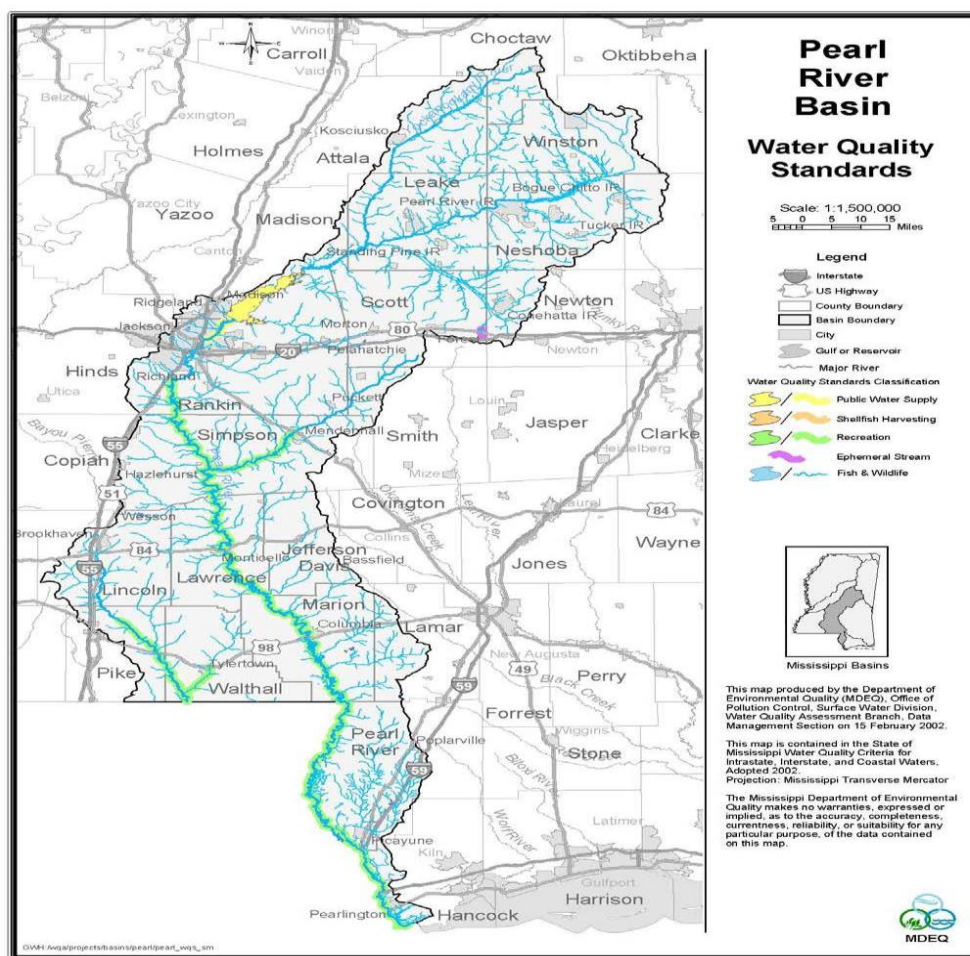 Pearl
River
Basin
Water Quality
Standards
Scale: 1:1,500,000
5 0 5 10 15
Miles
Legend
Interstate
US Highway
County Boundary
Basin Boundary
City
Gulf or Reservoir
Major River
Water Quality Standards Classification
Public Water Supply
Shellfish Harvesting
Recreation
Ephemeral Stream
Fish & Wildlife
Mississippi Basins
This map produced by the Department of
Environmental Quality (MDEQ), Office of
Pollution Control, Surface Water Division,
Water Quality Assessment Branch, Data
Management Section on 15 February 2002.
This map is contained in the State of
Mississippi Water Quality Criteria for
Intrastate, Interstate, and Coastal Waters,
Adopted 2002.
Projection: Mississippi Transverse Mercator
The Mississippi Department of Environmental
Quality makes no warranties, expressed or
implied, as to the accuracy, completeness,
currentness, reliability, or suitability for any
particular purpose, of the data contained
on this map.
MDEQ
Choctaw
Oktibbeha
Carroll
Vaiden
Lexington
Kosciusko
Winston
Holmes
Attala
Leake
Bogue Chitto IR
Yazoo City
Yazoo
Pearl River IR
Madison
Tucker IR
Canton
Standing Pine IR
Neshoba
Ridgeland
Madison
Scott
Newton
Conehatta IR
Jackson
Morton
80
20
Pelahatchie
Newton
Hinds
Richland
Utica
Rankin
Puckett
Louin
Jasper
Simpson
Mendenhall
Smith
Clarke
55
Copiah
Mize
Heidelberg
Hazlehurst
51
Covington
Wesson
84
Brookhaven
84
Collins
Wayne
Monticello
Jefferson
Davis
Bassfield
Jones
55
Lincoln
Lawrence
Marion
Columbia
Lamar
98
New Augusta
Tylertown
49
Perry
Pike
Walthall
59
Black Creek
Forrest
Pearl
River
Poplarville
Wiggins
Stone
59
Biloxi River
Wolf River
Latimer
Picayune
Kiln
Gulfport
Harrison
Pearlington
Hancock